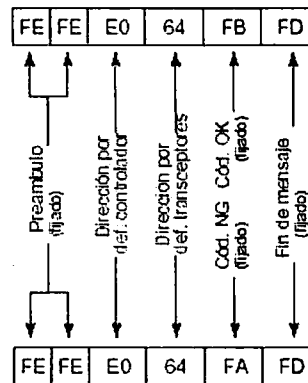 FE FE E0 64 FB FD
Preambulo
(fijado)
Dirección por
def. controlador
Dirección por
def. transceptores
Cód. NG Cód. OK
(fijado) (fijado)
Fin de mensaje
(fijado)
FE FE E0 64 FA FD